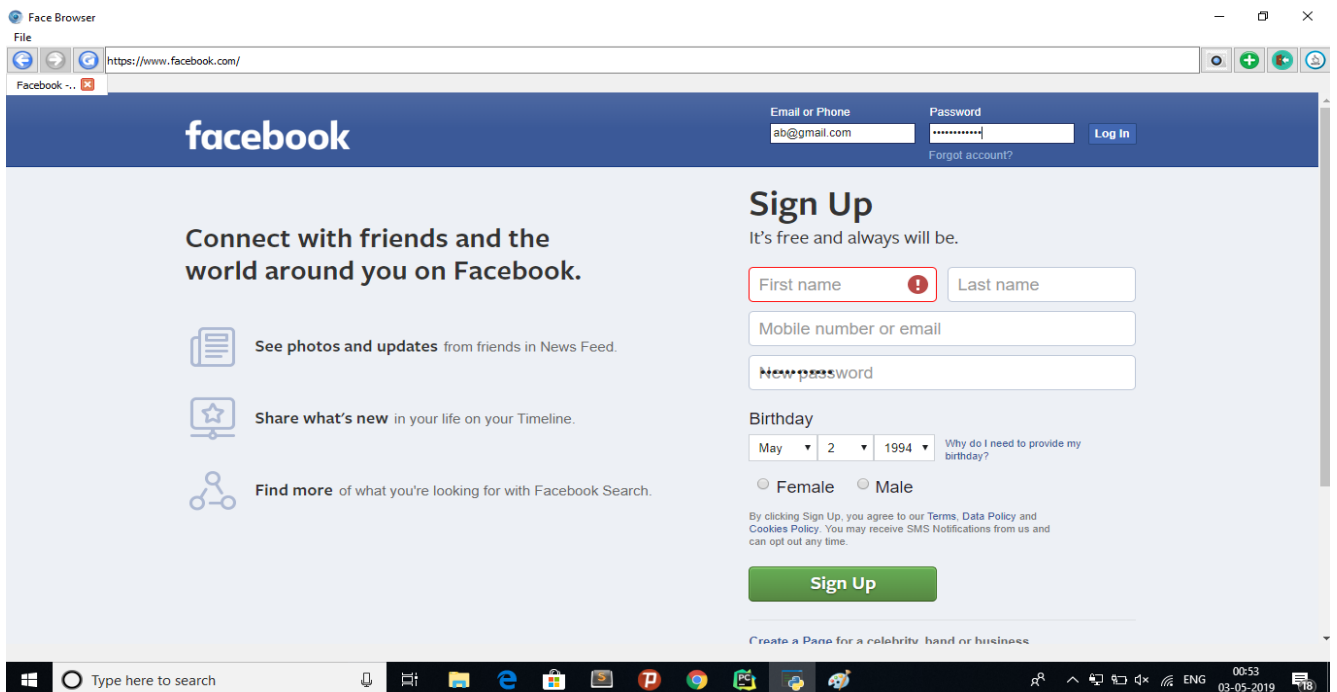 Face Browser
File
https://www.facebook.com/
Facebook -..
facebook
Email or Phone
Password
ab@gmail.com
••••••••••••
Log In
Forgot account?
Connect with friends and the
world around you on Facebook.
See photos and updates from friends in News Feed.
Share what's new in your life on your Timeline.
Find more of what you're looking for with Facebook Search.
Sign Up
It's free and always will be.
First name
Last name
Mobile number or email
New password
Birthday
May 2 1994
Why do I need to provide my
birthday?
Female Male
By clicking Sign Up, you agree to our Terms, Data Policy and
Cookies Policy. You may receive SMS Notifications from us and
can opt out any time.
Sign Up
Create a Page for a celebrity, band or business.
Type here to search
ENG
00:53
03-05-2019
18